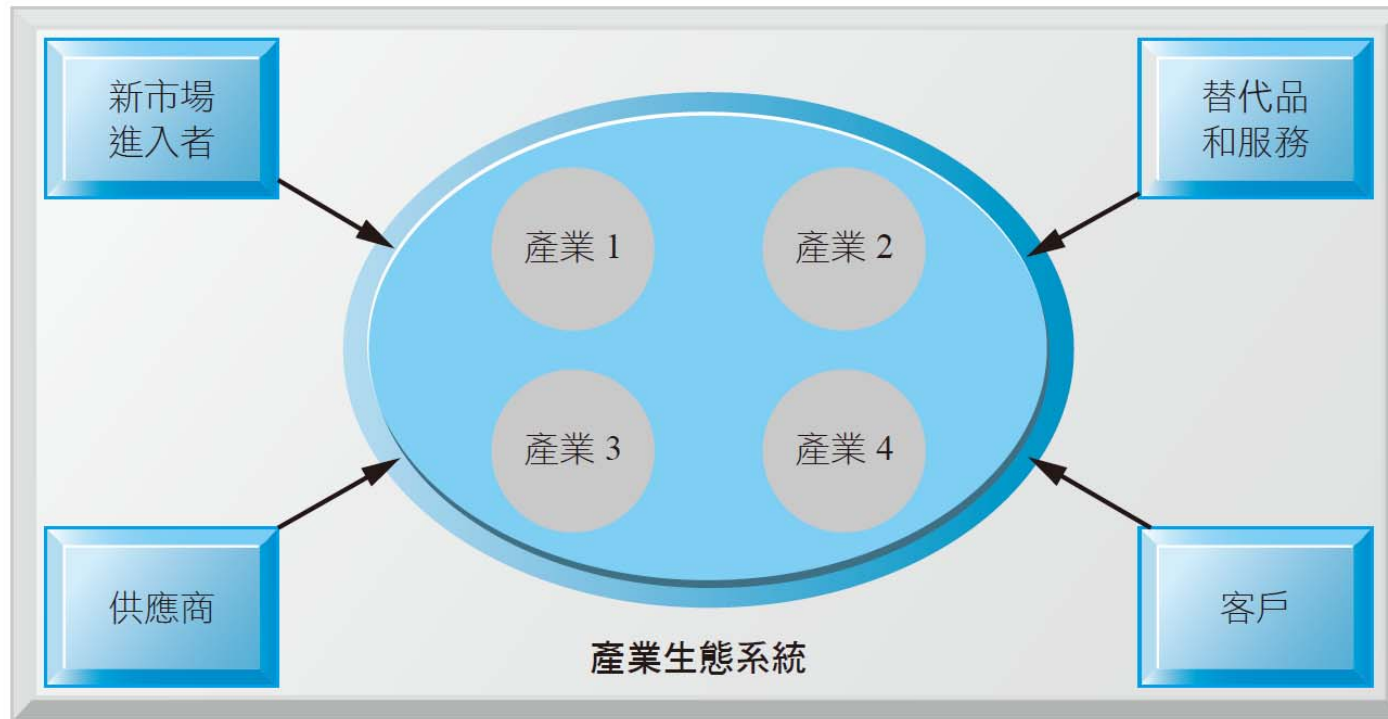 新市場
進入者
替代品
和服務
產業 1
產業 2
產業 3
產業 4
供應商
客戶
產業生態系統